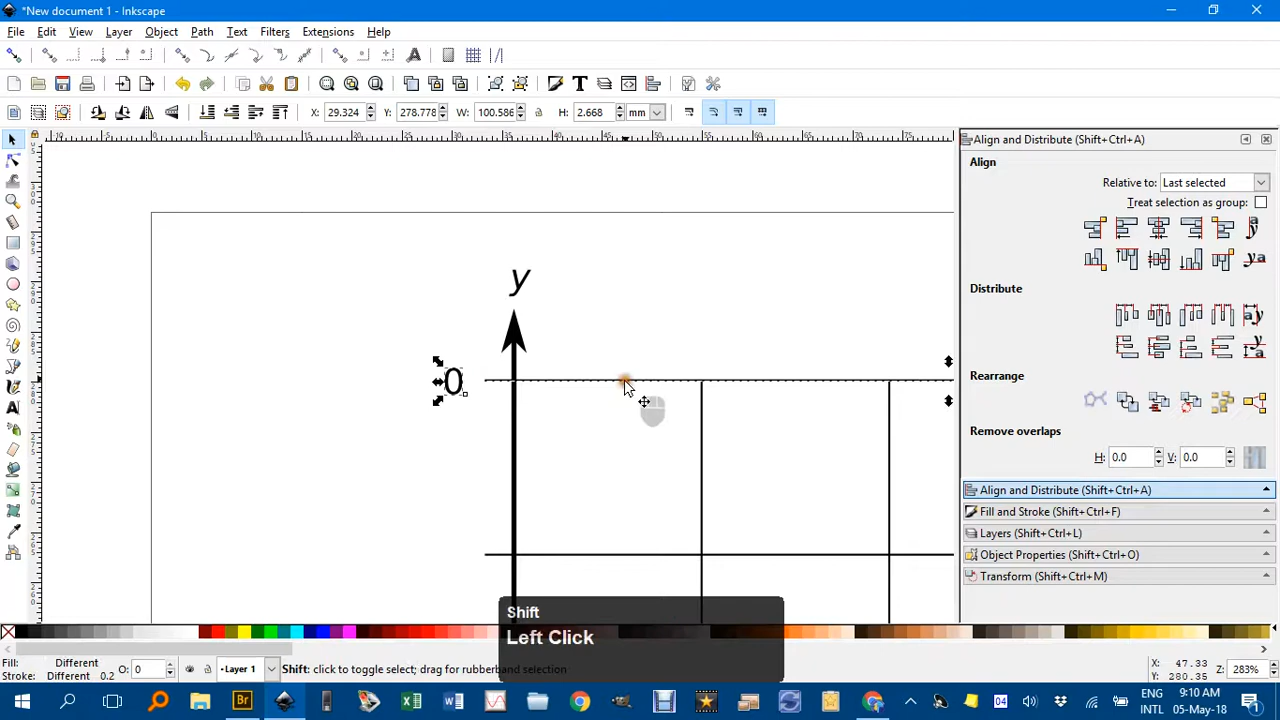 *New document 1 - Inkscape
File Edit View Layer Object Path Text Filters Extensions Help
X: 29.324 Y: 278.778 W: 100.586 H: 2.668 mm
Align and Distribute (Shift+Ctrl+A)
Align
Relative to: Last selected
Treat selection as group:
Distribute
Rearrange
Remove overlaps
H: 0.0 V: 0.0
Align and Distribute (Shift+Ctrl+A)
Fill and Stroke (Shift+Ctrl+F)
Layers (Shift+Ctrl+L)
Object Properties (Shift+Ctrl+O)
Transform (Shift+Ctrl+M)
y
0
Shift
Left Click
Fill: Different
Stroke: Different 0.2
O: 0
Layer 1
Shift: click to toggle select; drag for rubberband selection
X: 47.33
Y: 280.35
Z: 283%
ENG
INTL
9:10 AM
05-May-18